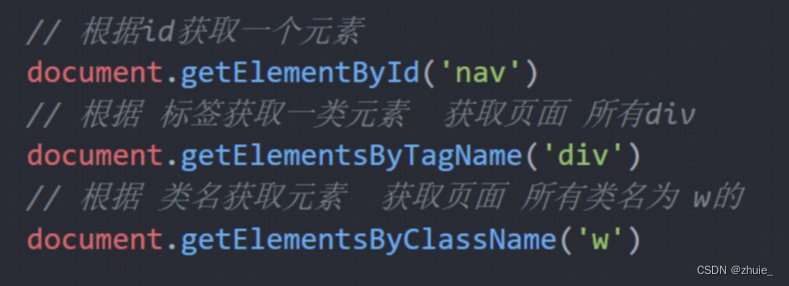 // 根据id获取一个元素
document.getElementById('nav')
// 根据 标签获取一类元素  获取页面 所有div
document.getElementsByTagName('div')
// 根据 类名获取元素  获取页面 所有类名为 w的
document.getElementsByClassName('w')
CSDN @zhuie_